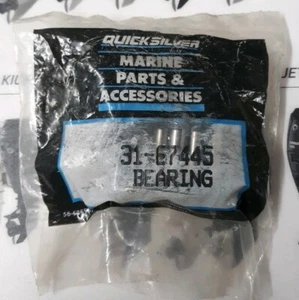 QUICKSILVER
MARINE
PARTS &
ACCESSORIES
31-67445
BEARING